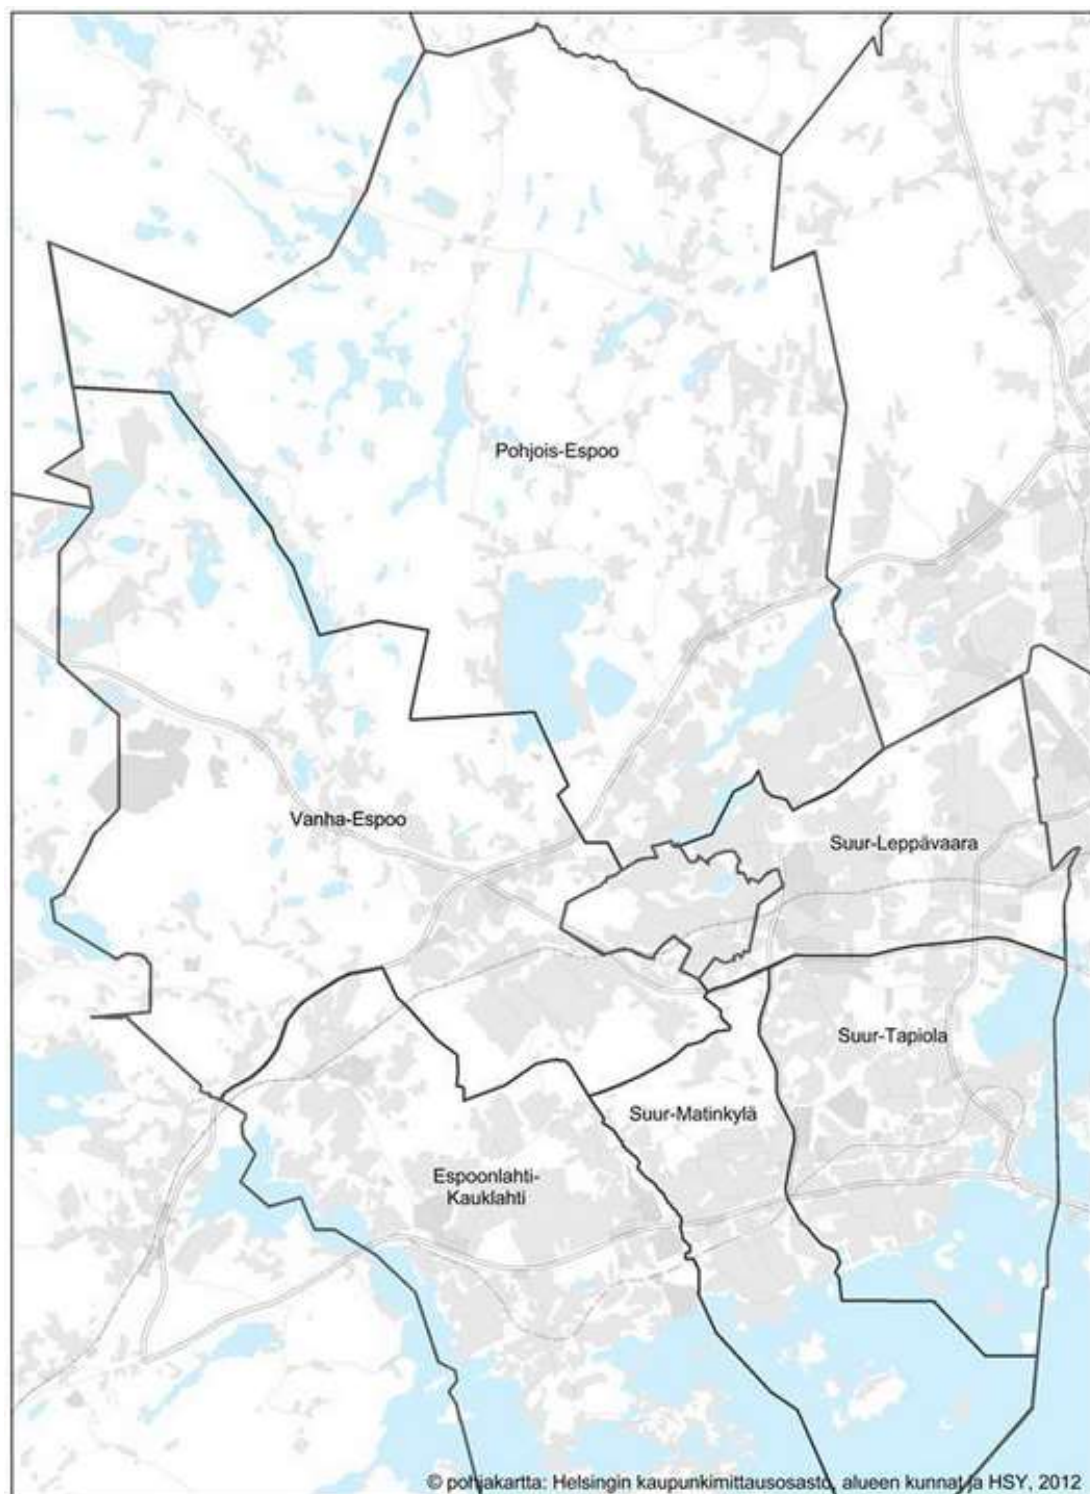 Pohjois-Espoo
Vanha-Espoo
Suur-Leppävaara
Suur-Tapiola
Suur-Matinkylä
Espoonlahti-
Kauklahti
© pohjakartta: Helsingin kaupunkimittausosasto, alueen kunnat ja HSY, 2012